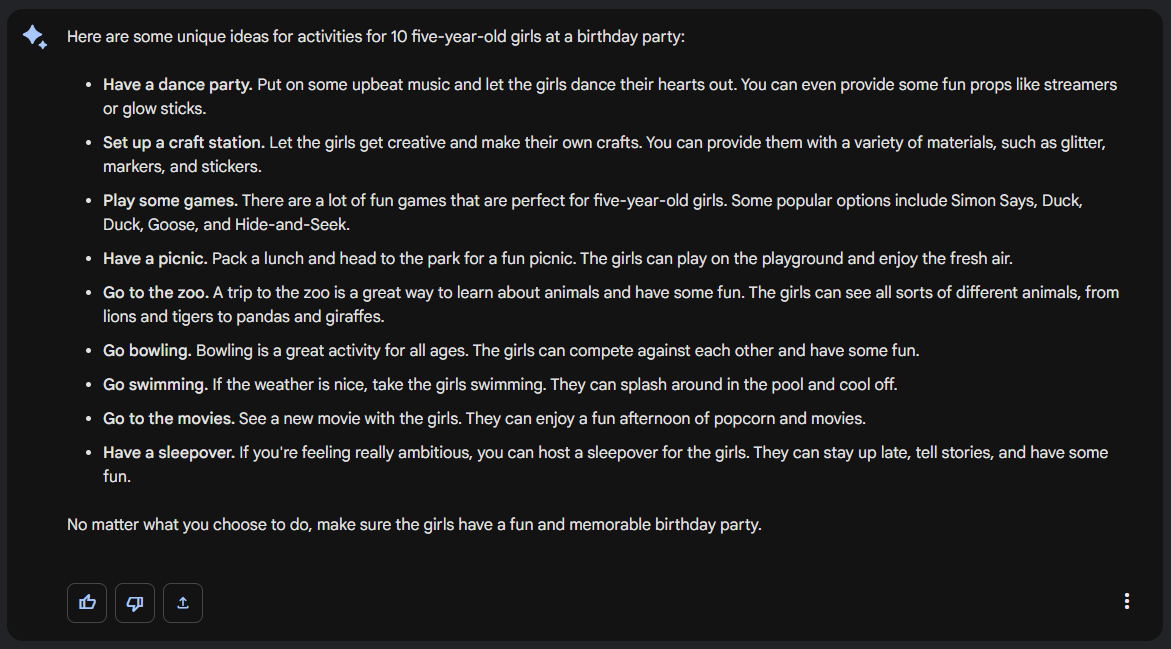 Here are some unique ideas for activities for 10 five-year-old girls at a birthday party:
• Have a dance party. Put on some upbeat music and let the girls dance their hearts out. You can even provide some fun props like streamers
or glow sticks.
• Set up a craft station. Let the girls get creative and make their own crafts. You can provide them with a variety of materials, such as glitter,
markers, and stickers.
• Play some games. There are a lot of fun games that are perfect for five-year-old girls. Some popular options include Simon Says, Duck,
Duck, Goose, and Hide-and-Seek.
• Have a picnic. Pack a lunch and head to the park for a fun picnic. The girls can play on the playground and enjoy the fresh air.
• Go to the zoo. A trip to the zoo is a great way to learn about animals and have some fun. The girls can see all sorts of different animals, from
lions and tigers to pandas and giraffes.
• Go bowling. Bowling is a great activity for all ages. The girls can compete against each other and have some fun.
• Go swimming. If the weather is nice, take the girls swimming. They can splash around in the pool and cool off.
• Go to the movies. See a new movie with the girls. They can enjoy a fun afternoon of popcorn and movies.
• Have a sleepover. If you're feeling really ambitious, you can host a sleepover for the girls. They can stay up late, tell stories, and have some
fun.
No matter what you choose to do, make sure the girls have a fun and memorable birthday party.